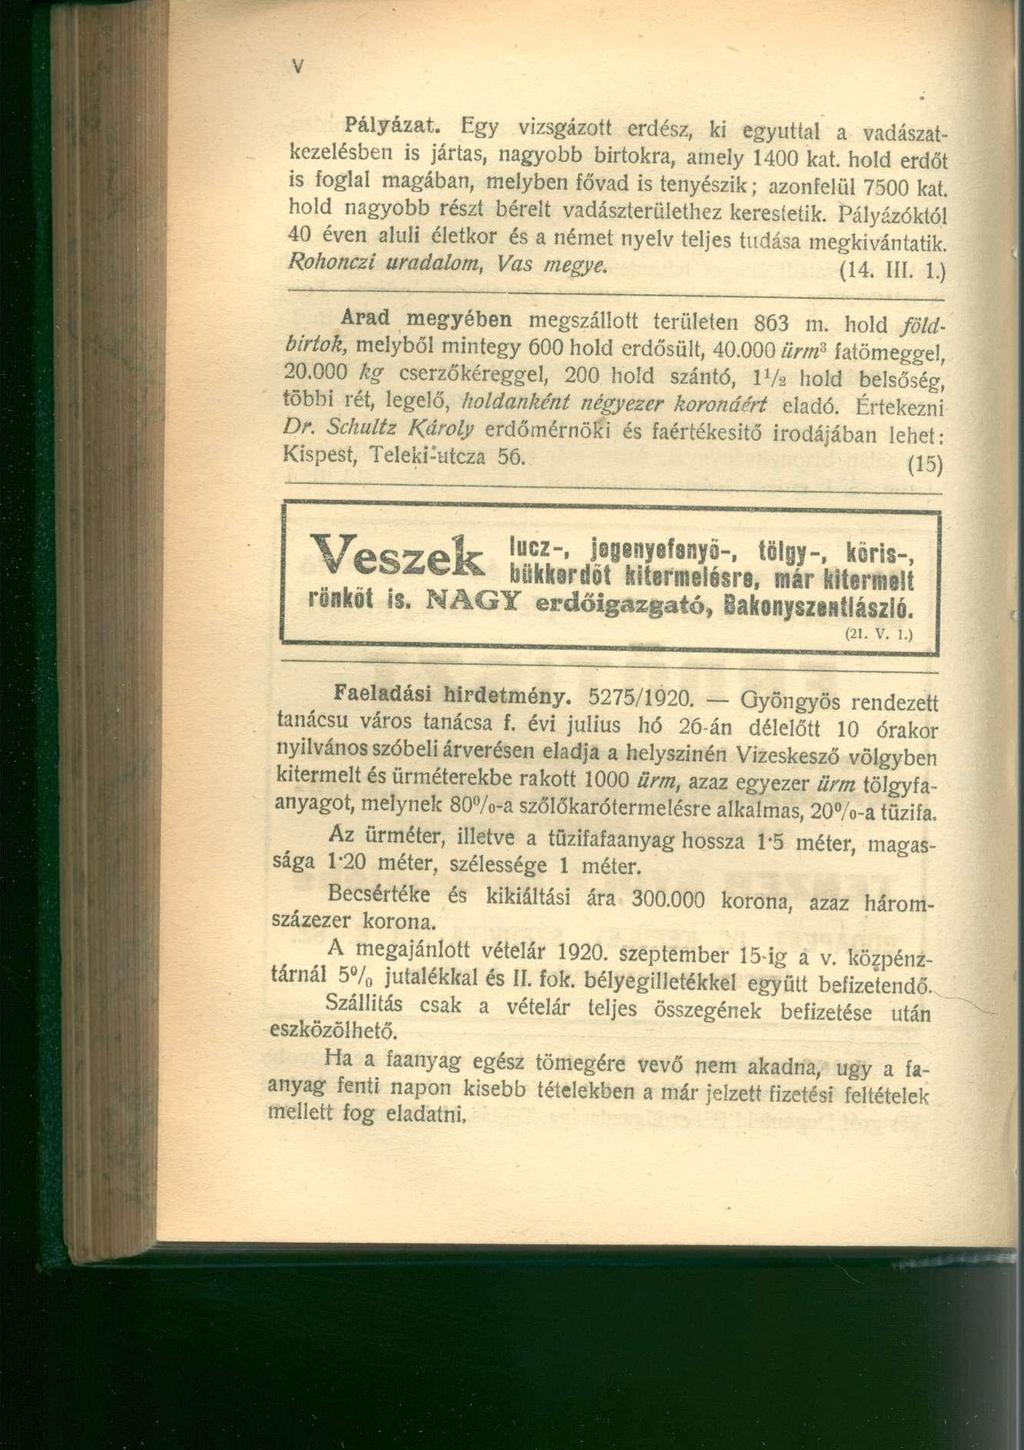 V
Pályázat. Egy vizsgázott erdész, ki egyuttal a vadászat-
kezelésben is jártas, nagyobb birtokra, amely 1400 kat. hold erdőt
is foglal magában, melyben fővad is tenyészik; azonfelül 7500 kat.
hold nagyobb részt bérelt vadászterülethez kerestetik. Pályázóktól
40 éven aluli életkor és a német nyelv teljes tudása megkivántatik.
Rohonczi uradalom, Vas megye. (14. III. 1.)
Arad megyében megszállott területen 863 m. hold föld-
birtok, melyből mintegy 600 hold erdősült, 40.000 ürm³ fatömeggel,
20.000 kg cserzőkéreggel, 200 hold szántó, 1½ hold belsőség,
többi rét, legelő, holdanként négyezer koronáért eladó. Értekezni
Dr. Schultz Károly erdőmérnöki és faértékesitő irodájában lehet:
Kispest, Teleki-utcza 56. (15)
Veszek lucz-, jegenyefenyő-, tölgy-, kőris-,
bükkerdőt kitermelésre, már kitermelt
rönköt is. NAGY erdőigazgató, Bakonyszentlászló.
(21. V. 1.)
Faeladási hirdetmény. 5275/1920. — Gyöngyös rendezett
tanácsu város tanácsa f. évi julius hó 26-án délelőtt 10 órakor
nyilvános szóbeli árverésen eladja a helyszinén Vizeskesző völgyben
kitermelt és ürméterekbe rakott 1000 ürm, azaz egyezer ürm tölgyfa-
anyagot, melynek 80%-a szőlőkarótermelésre alkalmas, 20%-a tüzifa.
Az ürméter, illetve a tüzifafaanyag hossza 1·5 méter, magas-
sága 1·20 méter, szélessége 1 méter.
Becsértéke és kikiáltási ára 300.000 korona, azaz három-
százezer korona.
A megajánlott vételár 1920. szeptember 15-ig a v. közpénz-
tárnál 5% jutalékkal és II. fok. bélyegilletékkel együtt befizetendő.
Szállitás csak a vételár teljes összegének befizetése után
eszközölhető.
Ha a faanyag egész tömegére vevő nem akadna, ugy a fa-
anyag fenti napon kisebb tételekben a már jelzett fizetési feltételek
mellett fog eladatni.